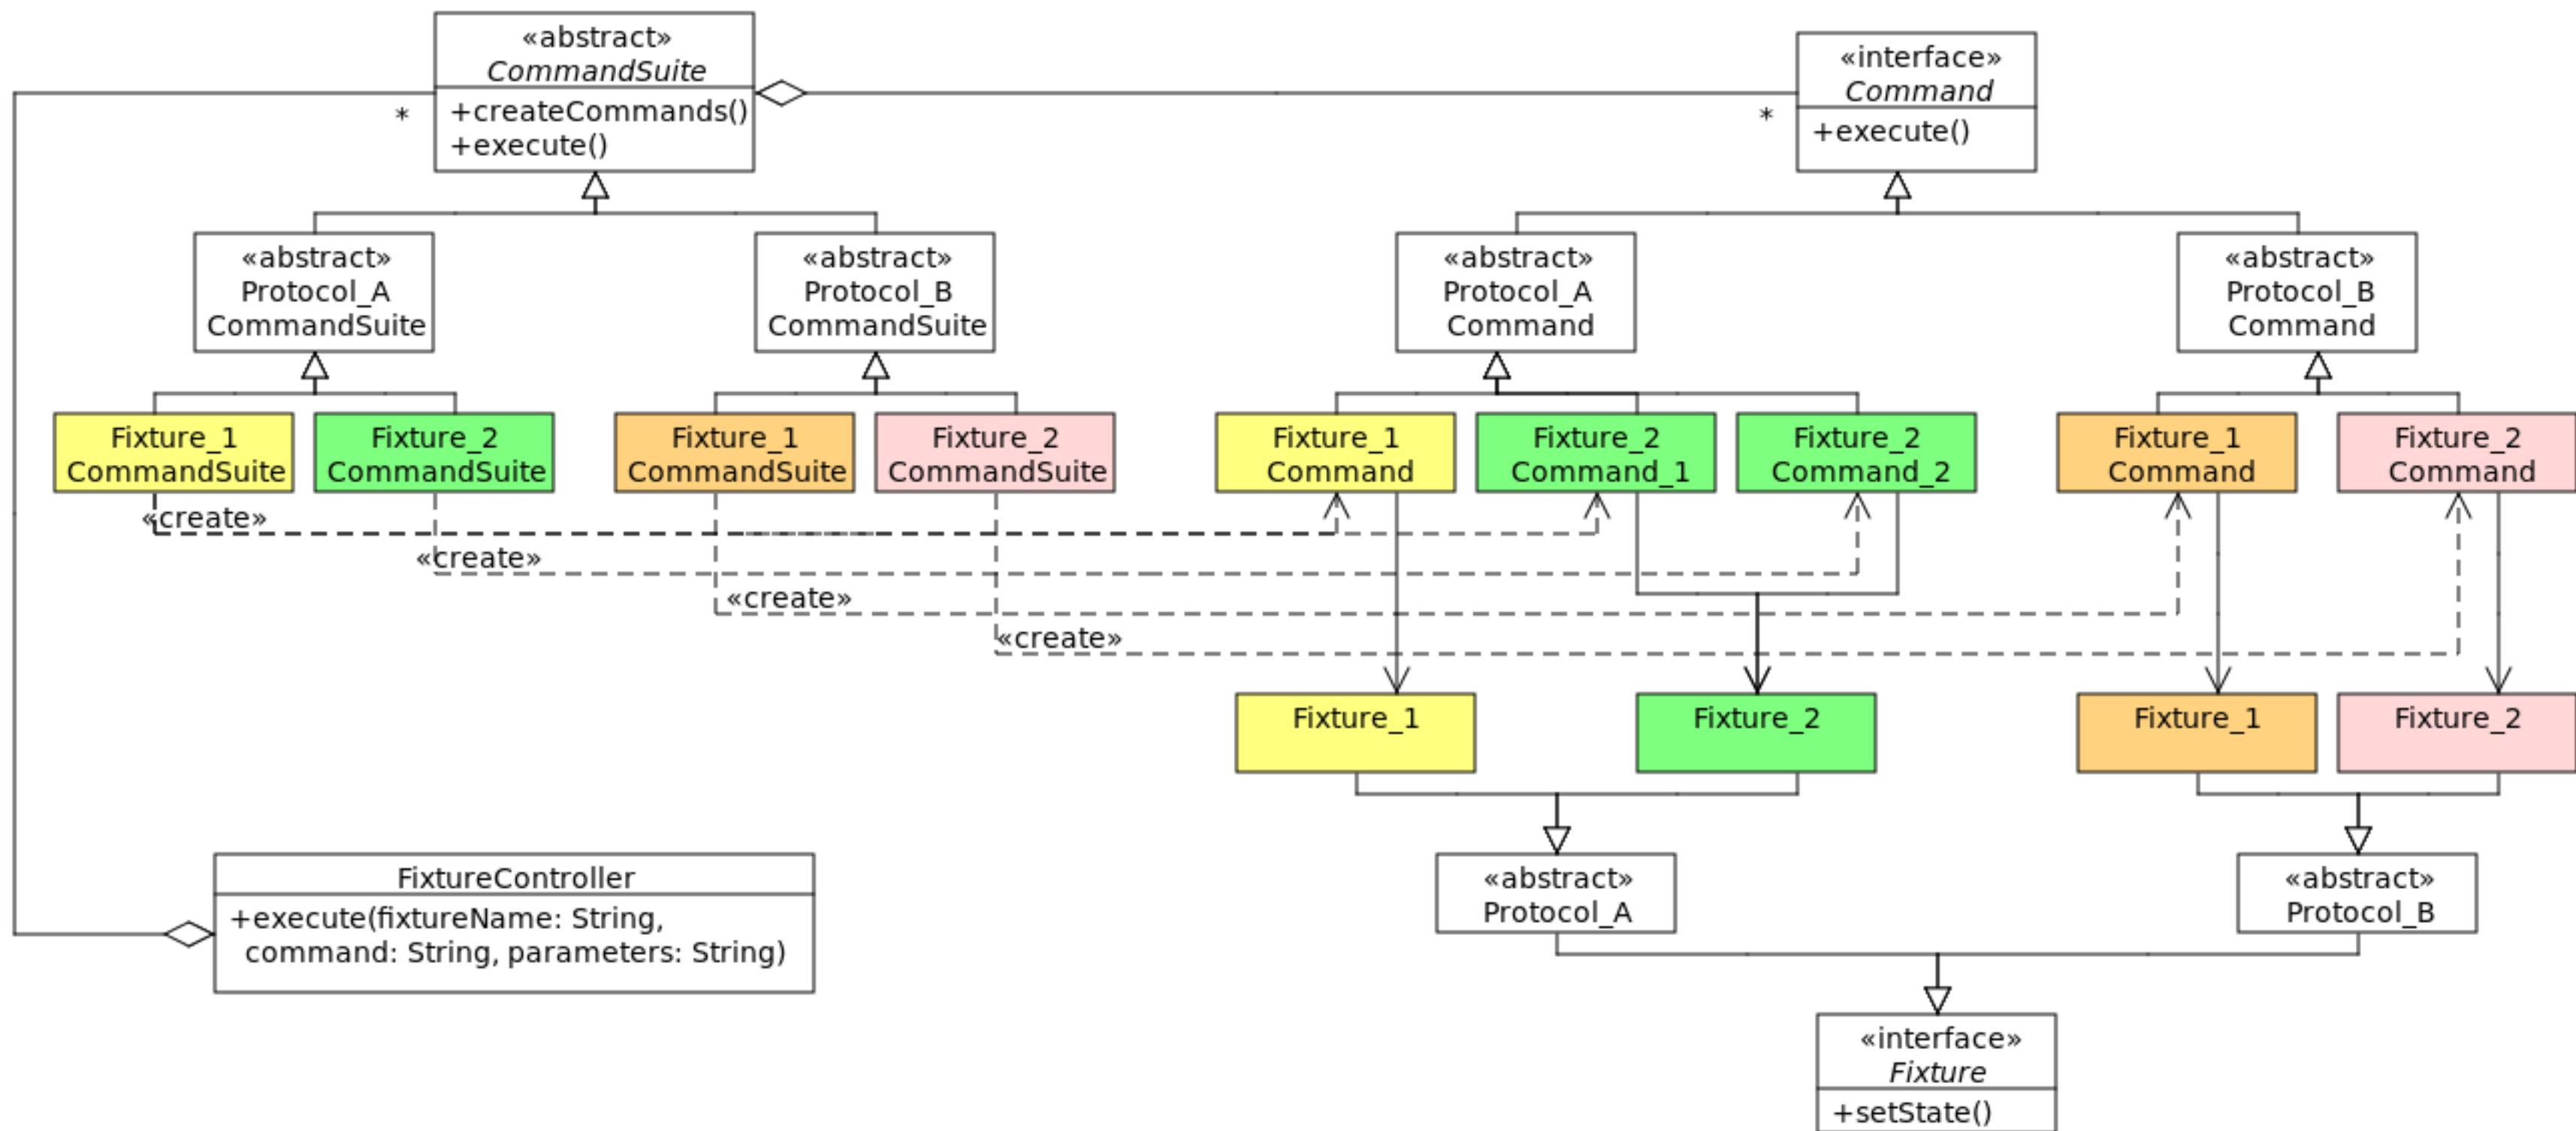 «abstract»
CommandSuite
+createCommands()
+execute()
*
«interface»
Command
+execute()
*
«abstract»
Protocol_A
CommandSuite
«abstract»
Protocol_B
CommandSuite
«abstract»
Protocol_A
Command
«abstract»
Protocol_B
Command
Fixture_1
CommandSuite
Fixture_2
CommandSuite
Fixture_1
CommandSuite
Fixture_2
CommandSuite
Fixture_1
Command
Fixture_2
Command_1
Fixture_2
Command_2
Fixture_1
Command
Fixture_2
Command
«create»
«create»
«create»
«create»
Fixture_1
Fixture_2
Fixture_1
Fixture_2
FixtureController
+execute(fixtureName: String,
command: String, parameters: String)
«abstract»
Protocol_A
«abstract»
Protocol_B
«interface»
Fixture
+setState()